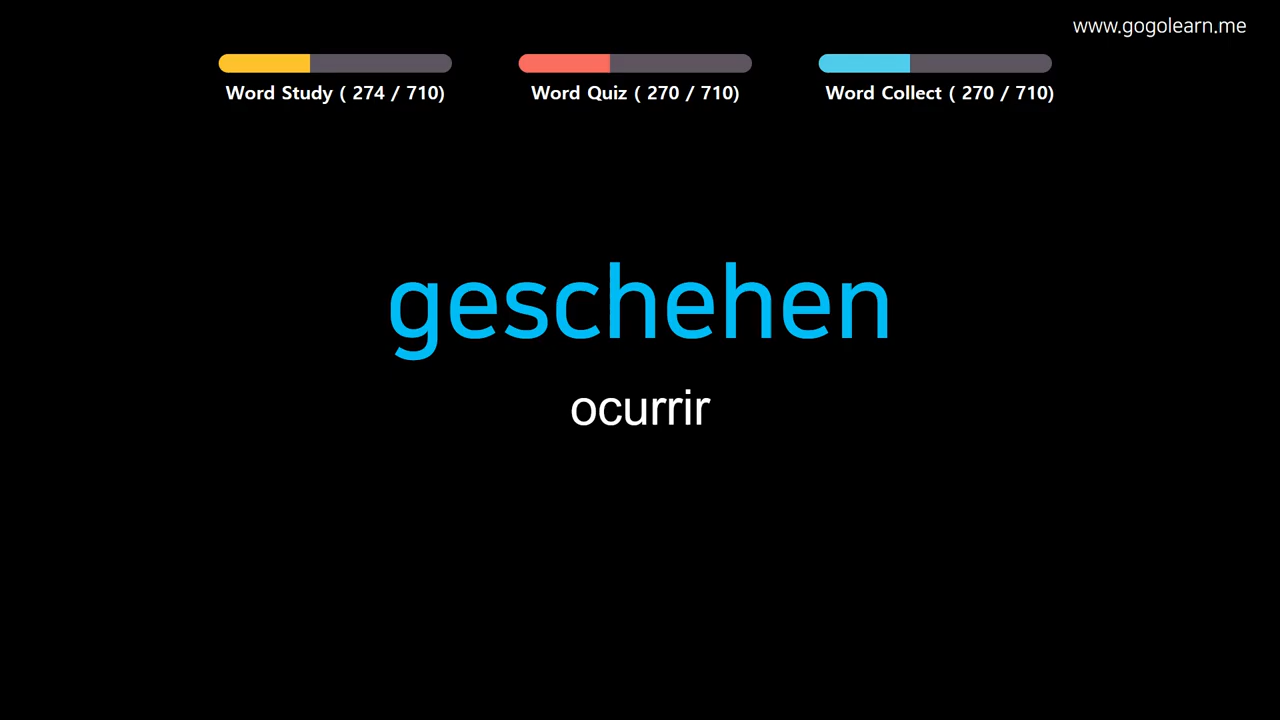 www.gogolearn.me
Word Study ( 274 / 710)
Word Quiz ( 270 / 710)
Word Collect ( 270 / 710)
geschehen
ocurrir